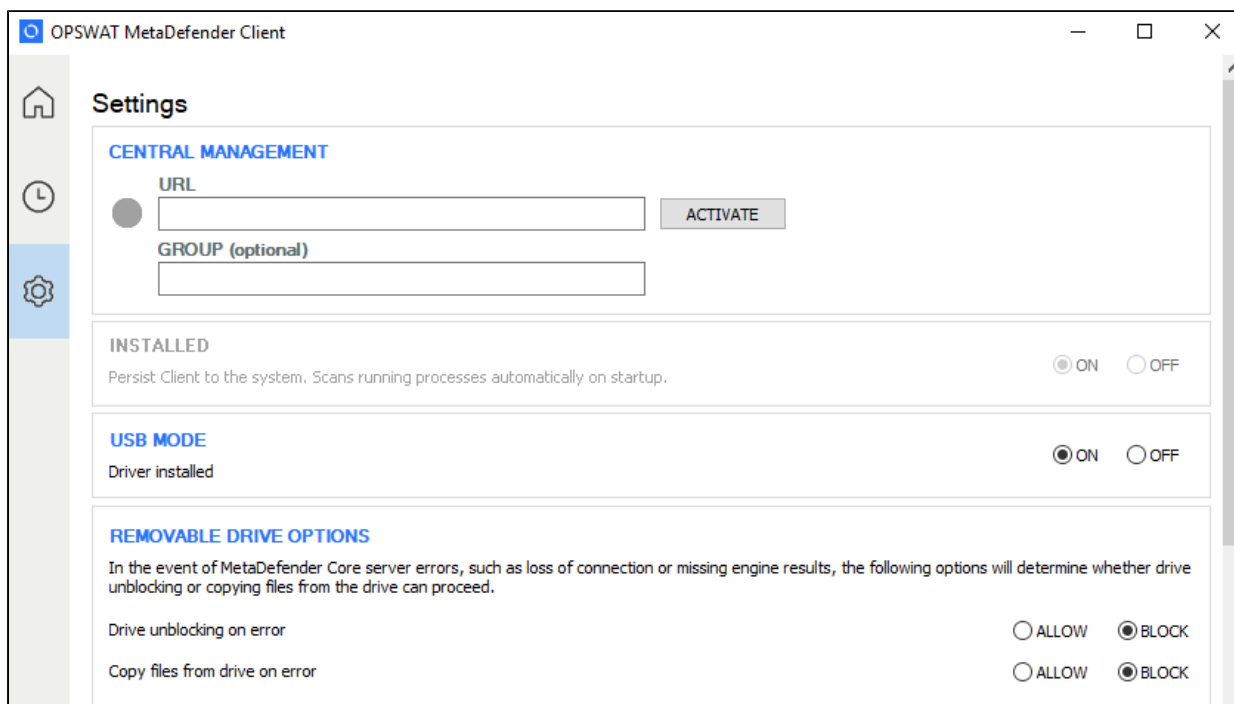 OPSWAT MetaDefender Client
Settings
CENTRAL MANAGEMENT
URL
ACTIVATE
GROUP (optional)
INSTALLED
Persist Client to the system. Scans running processes automatically on startup.
ON OFF
USB MODE
Driver installed
ON OFF
REMOVABLE DRIVE OPTIONS
In the event of MetaDefender Core server errors, such as loss of connection or missing engine results, the following options will determine whether drive
unblocking or copying files from the drive can proceed.
Drive unblocking on error ALLOW BLOCK
Copy files from drive on error ALLOW BLOCK